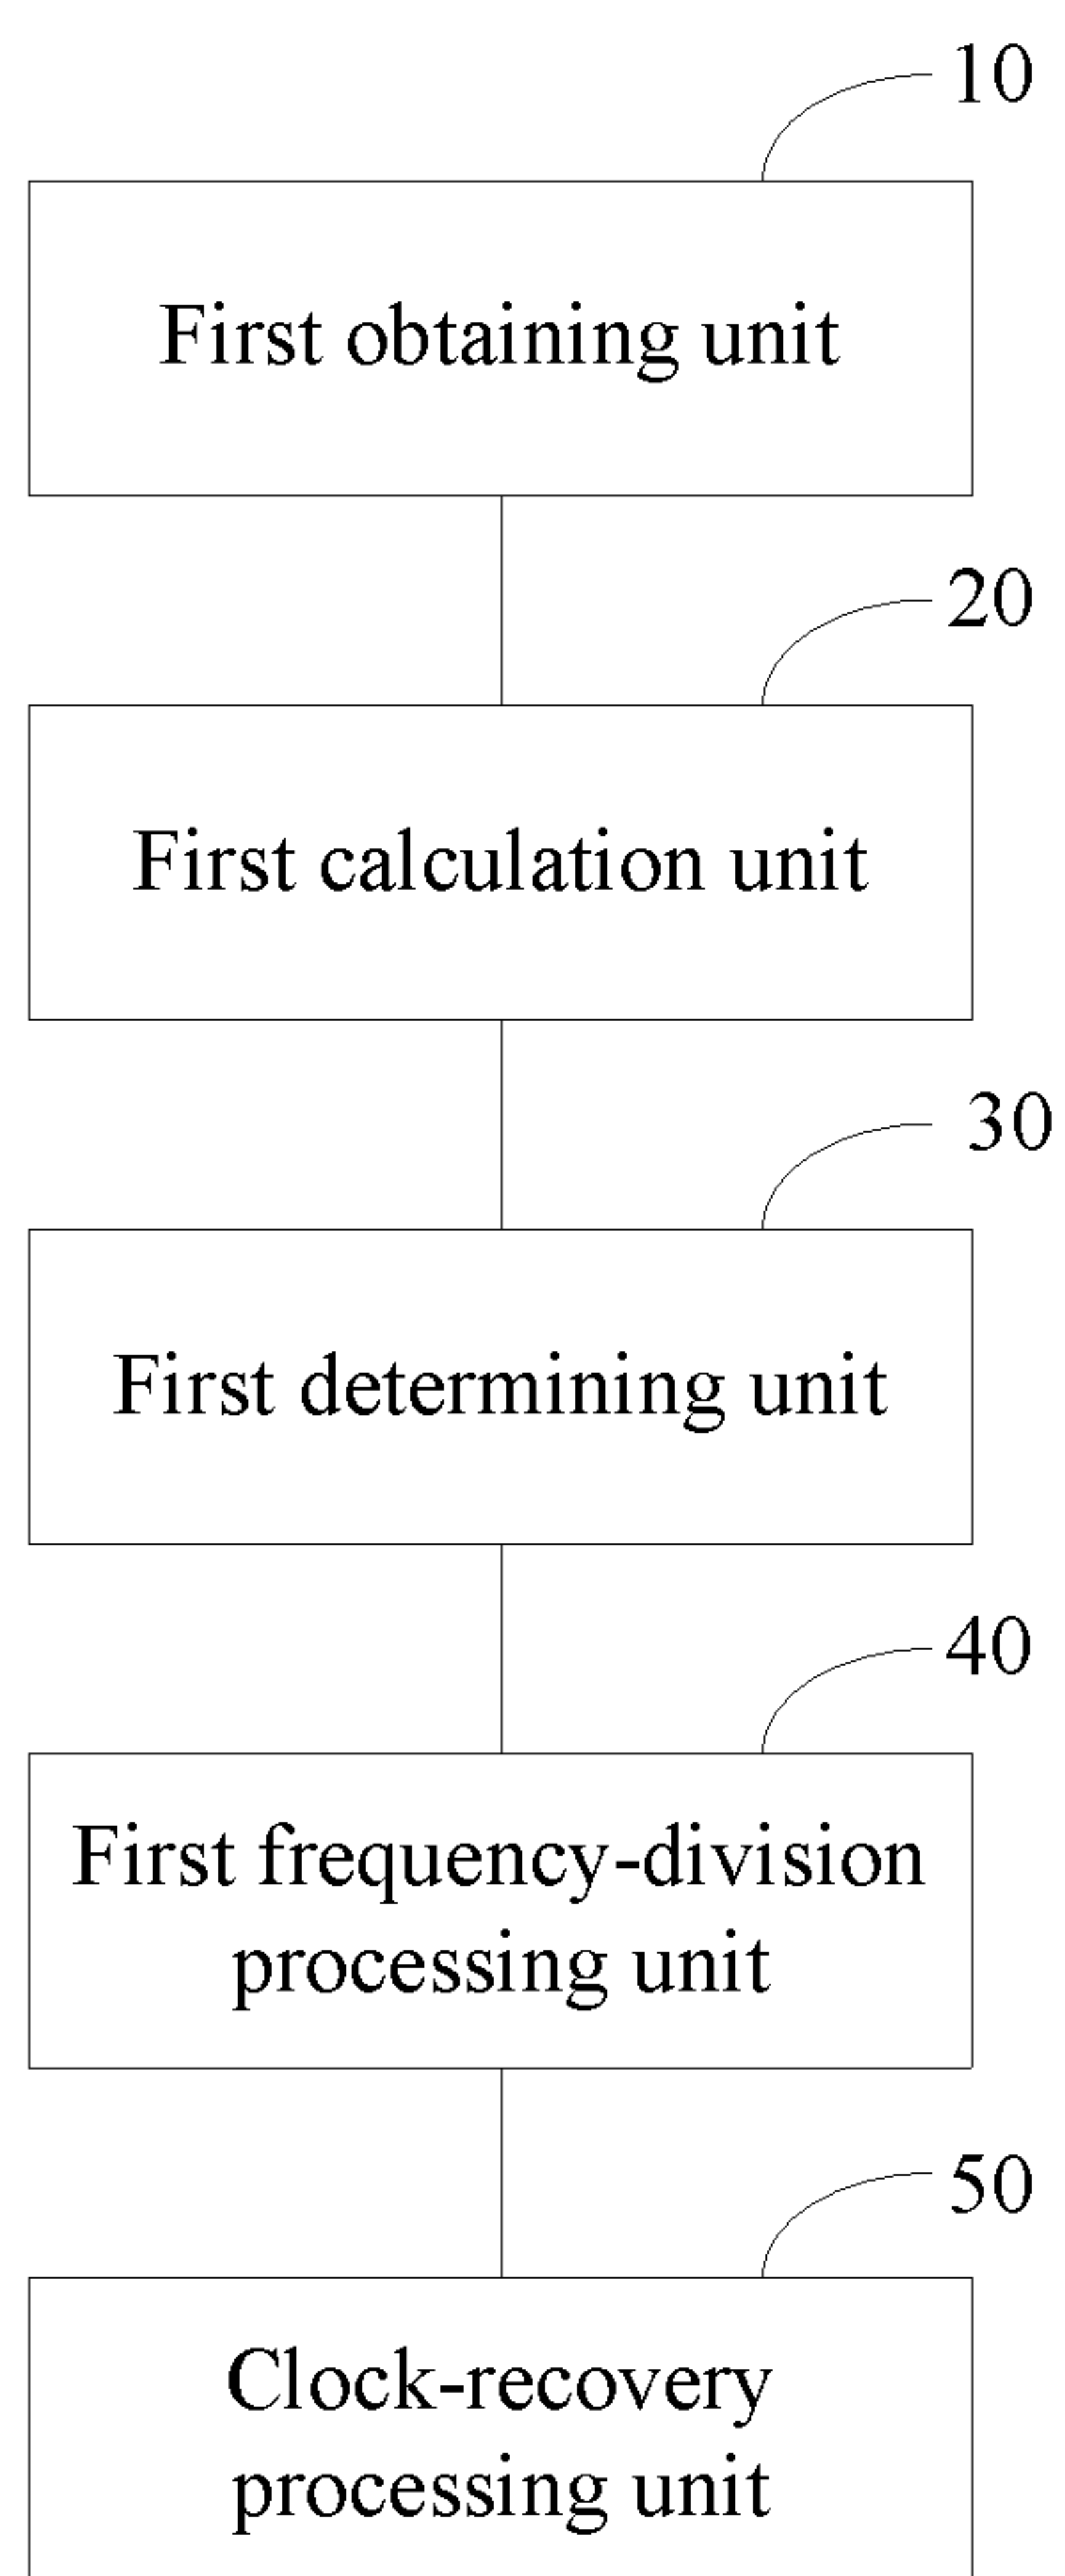 10
First obtaining unit
20
First calculation unit
30
First determining unit
40
First frequency-division
processing unit
50
Clock-recovery
processing unit